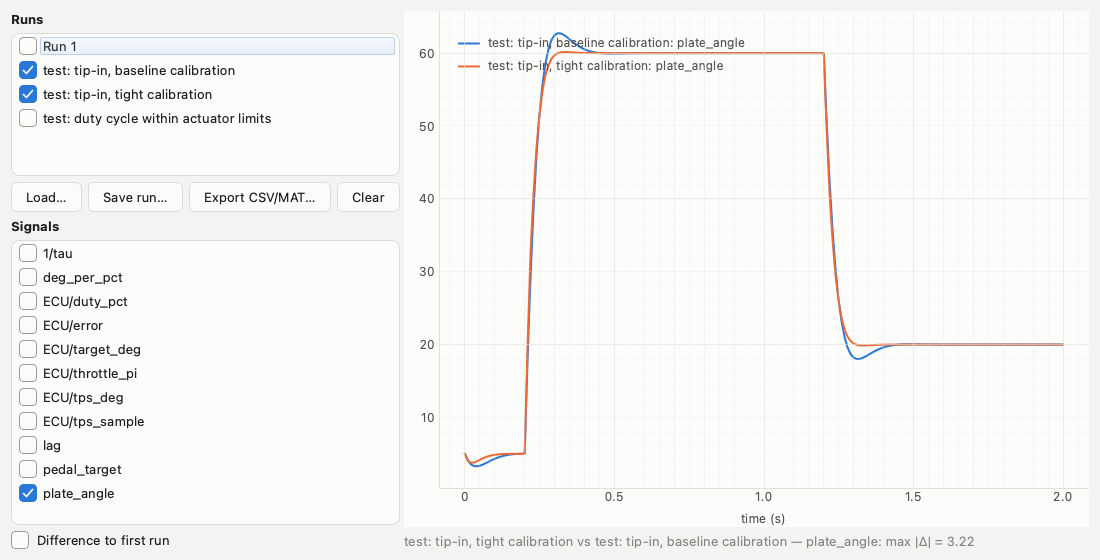 Runs
Run 1
test: tip-in, baseline calibration
test: tip-in, tight calibration
test: duty cycle within actuator limits
Load...
Save run...
Export CSV/MAT...
Clear
Signals
1/tau
deg_per_pct
ECU/duty_pct
ECU/error
ECU/target_deg
ECU/throttle_pi
ECU/tps_deg
ECU/tps_sample
lag
pedal_target
plate_angle
Difference to first run
test: tip-in, baseline calibration: plate_angle
test: tip-in, tight calibration: plate_angle
60
50
40
30
20
10
0 0.5 1.0 1.5 2.0
time (s)
test: tip-in, tight calibration vs test: tip-in, baseline calibration — plate_angle: max |Δ| = 3.22